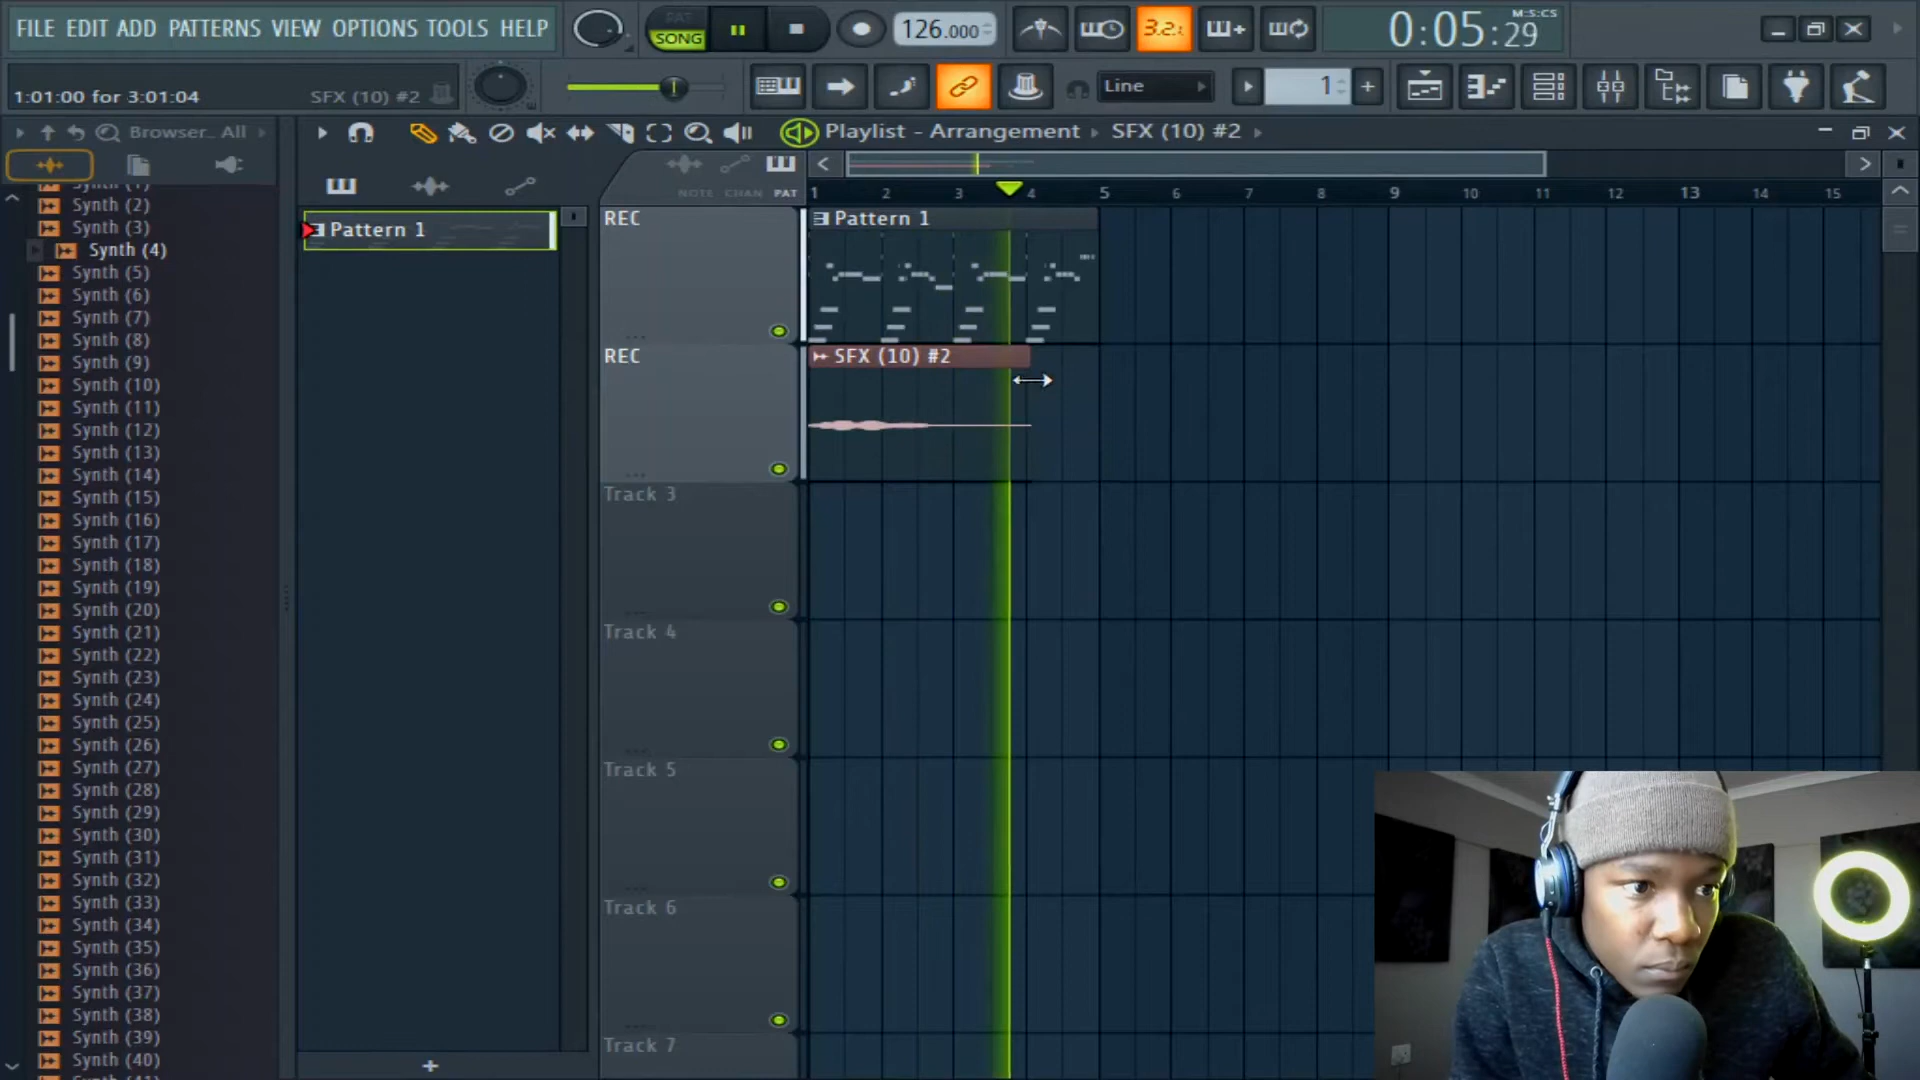 FILE EDIT ADD PATTERNS VIEW OPTIONS TOOLS HELP
PAT
SONG
126.000
3.2.
0:05:29
M:S:CS
1:01:00 for 3:01:04
SFX (10) #2
Line
1
Browser.. All
Playlist - Arrangement
SFX (10) #2
NOTE CHAN PAT
1 2 3 4 5 6 7 8 9 10 11 12 13 14 15
Synth (1)
Synth (2)
Synth (3)
Synth (4)
Synth (5)
Synth (6)
Synth (7)
Synth (8)
Synth (9)
Synth (10)
Synth (11)
Synth (12)
Synth (13)
Synth (14)
Synth (15)
Synth (16)
Synth (17)
Synth (18)
Synth (19)
Synth (20)
Synth (21)
Synth (22)
Synth (23)
Synth (24)
Synth (25)
Synth (26)
Synth (27)
Synth (28)
Synth (29)
Synth (30)
Synth (31)
Synth (32)
Synth (33)
Synth (34)
Synth (35)
Synth (36)
Synth (37)
Synth (38)
Synth (39)
Synth (40)
Pattern 1
REC
Pattern 1
REC
SFX (10) #2
Track 3
Track 4
Track 5
Track 6
Track 7